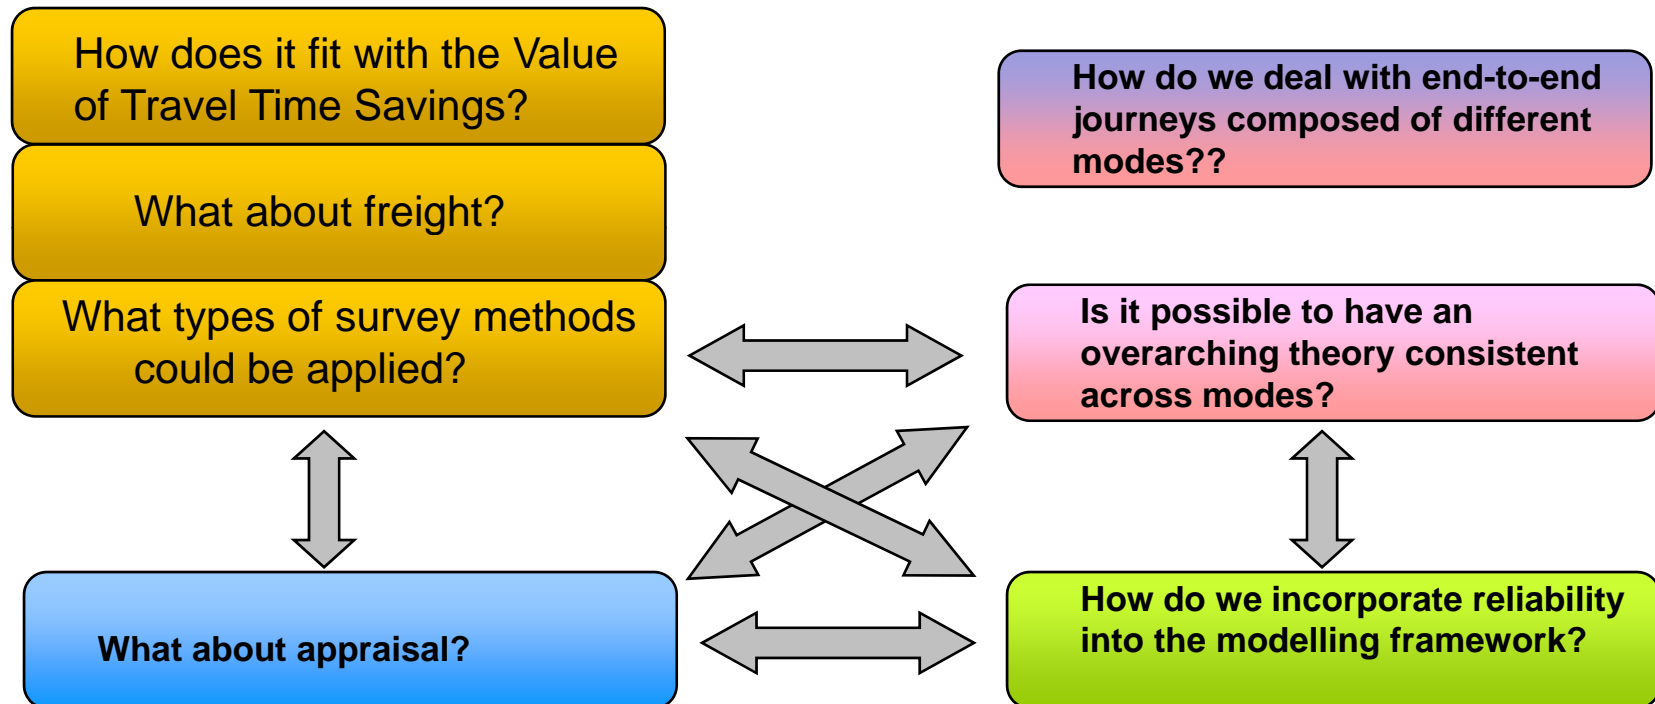 How does it fit with the Value
of Travel Time Savings?
What about freight?
What types of survey methods
could be applied?
What about appraisal?
How do we deal with end-to-end
journeys composed of different
modes??
Is it possible to have an
overarching theory consistent
across modes?
How do we incorporate reliability
into the modelling framework?